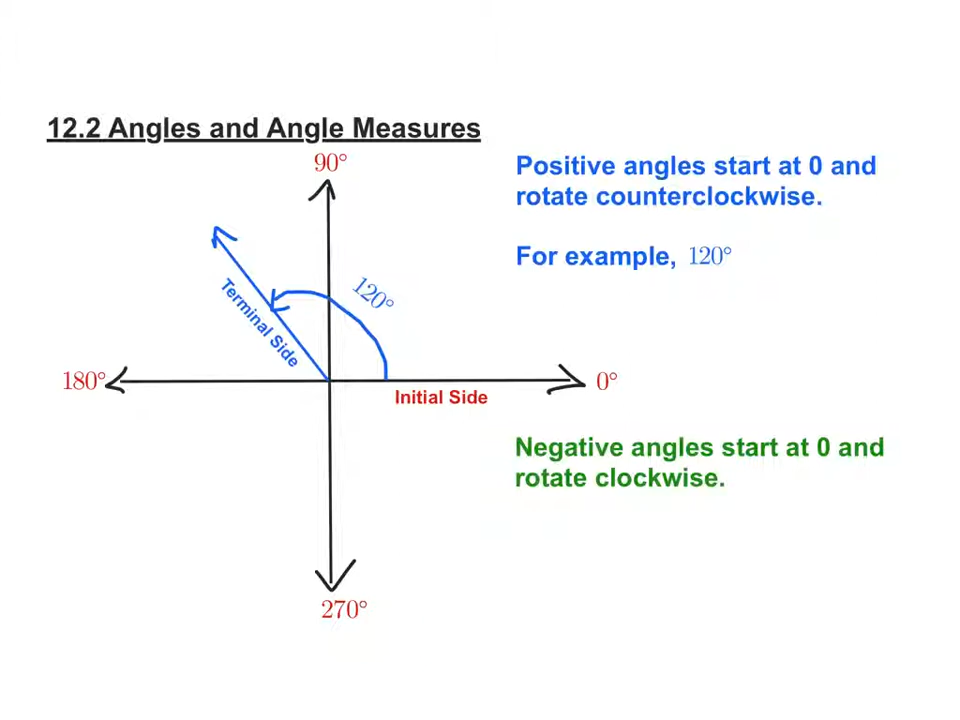 12.2 Angles and Angle Measures
90°
Positive angles start at 0 and
rotate counterclockwise.
For example, 120°
120°
Terminal Side
180°
0°
Initial Side
Negative angles start at 0 and
rotate clockwise.
270°